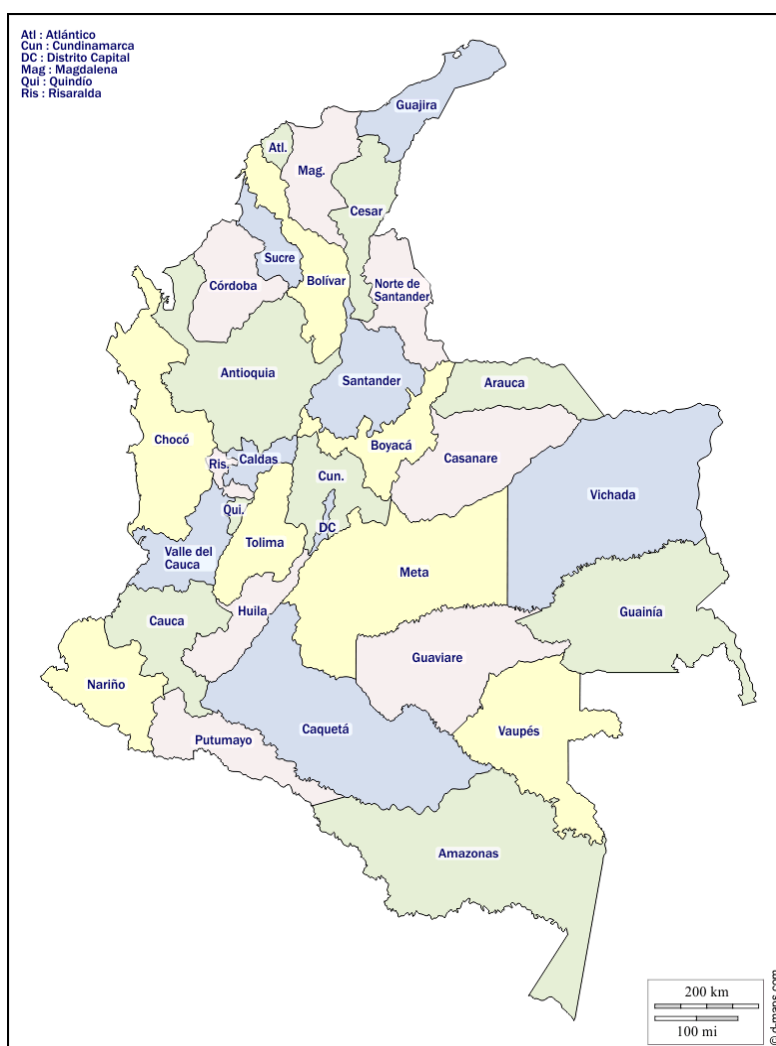 Atl : Atlántico
Cun : Cundinamarca
DC : Distrito Capital
Mag : Magdalena
Qui : Quindío
Ris : Risaralda
Guajira
Atl.
Mag.
Cesar
Sucre
Bolívar
Córdoba
Norte de
Santander
Antioquia
Santander
Arauca
Chocó
Boyacá
Casanare
Ris.
Caldas
Cun.
Vichada
Qui.
DC
Tolima
Valle del
Cauca
Meta
Guainía
Huila
Cauca
Guaviare
Nariño
Caquetá
Vaupés
Putumayo
Amazonas
200 km
100 mi
© d-maps.com